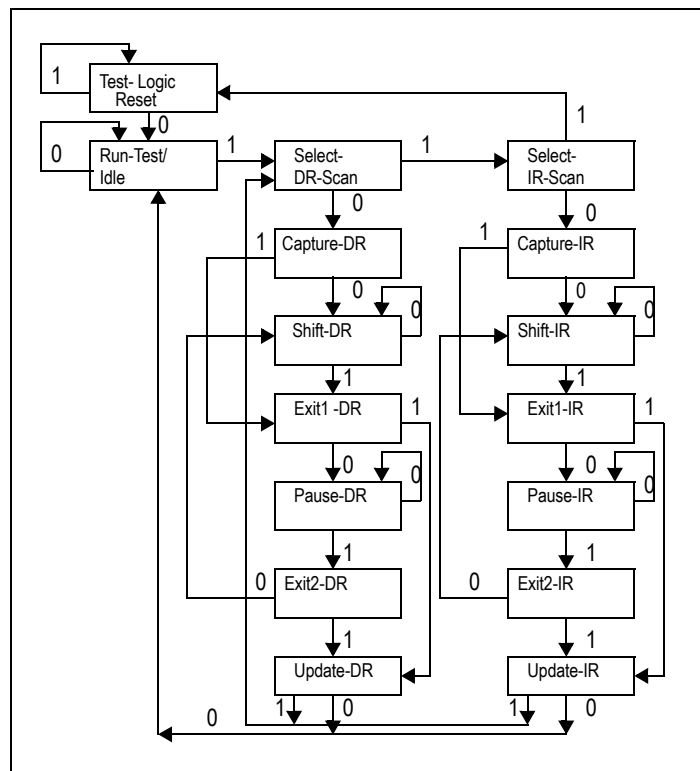 1
Test- Logic
Reset
0
1
0
Run-Test/
Idle
1
Select-
DR-Scan
1
Select-
IR-Scan
0
0
1
Capture-DR
1
Capture-IR
0
0
Shift-DR
0
Shift-IR
0
1
1
Exit1 -DR
1
Exit1-IR
1
0
0
Pause-DR
0
Pause-IR
0
1
1
0
Exit2-DR
0
Exit2-IR
1
1
Update-DR
Update-IR
0
1
0
1
0